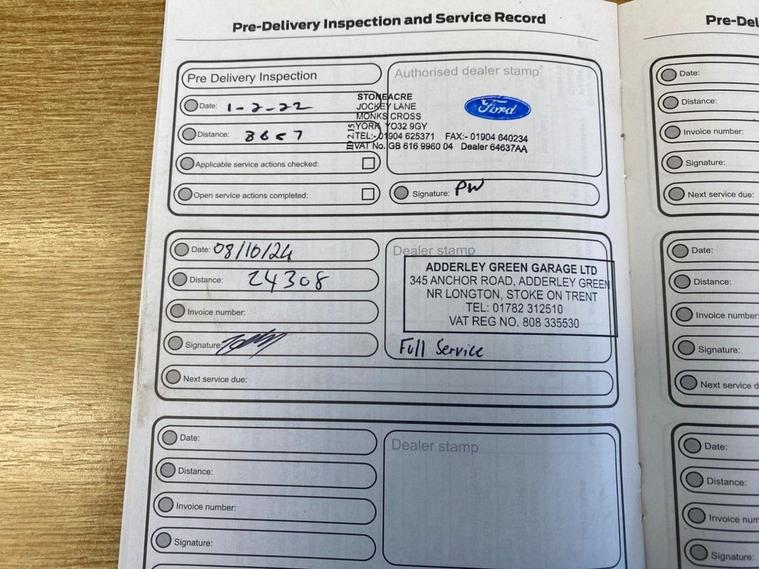 Pre-Delivery Inspection and Service Record
Pre-Del
Pre Delivery Inspection
Date: 1-2-22
Distance: 3657
Applicable service actions checked:
Open service actions completed:
Authorised dealer stamp
STONEACRE
JOCKEY LANE
MONKS CROSS
YORK YO32 9GY
TEL:- 01904 625371 FAX:- 01904 640234
VAT No. GB 616 9960 04 Dealer 64637AA
Ford
Signature: PW
Date: 08/10/24
Distance: 24308
Invoice number:
Signature:
Next service due:
Dealer stamp
ADDERLEY GREEN GARAGE LTD
345 ANCHOR ROAD, ADDERLEY GREEN
NR LONGTON, STOKE ON TRENT
TEL: 01782 312510
VAT REG NO. 808 335530
Full Service
Date:
Distance:
Invoice number:
Signature:
Dealer stamp
Date:
Distance:
Invoice number:
Signature:
Next service due:
Date:
Distance:
Invoice number:
Signature:
Next service d
Date:
Distance:
Invoice num
Signature: